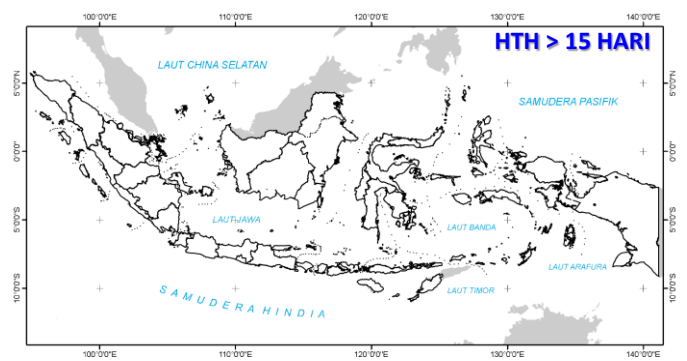 100°0'0"E 110°0'0"E 120°0'0"E 130°0'0"E 140°0'0"E
HTH > 15 HARI
LAUT CHINA SELATAN
SAMUDERA PASIFIK
5°0'0"N 5°0'0"N
0°0'0" 0°0'0"
LAUT JAWA
LAUT BANDA
5°0'0"S 5°0'0"S
LAUT ARAFURA
SAMUDERA HINDIA
LAUT TIMOR
10°0'0"S 10°0'0"S
100°0'0"E 110°0'0"E 120°0'0"E 130°0'0"E 140°0'0"E